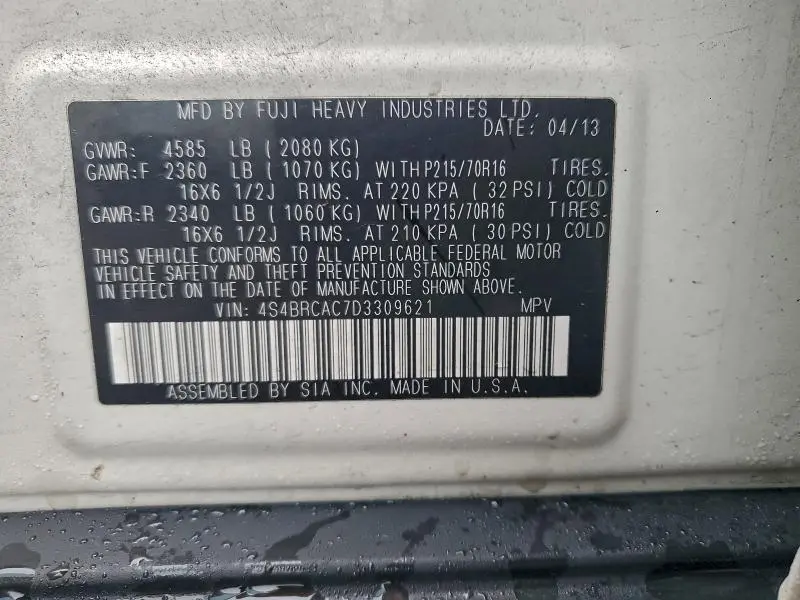 MFD BY FUJI HEAVY INDUSTRIES LTD.
DATE: 04/13
GVWR: 4585 LB ( 2080 KG)
GAWR:F 2360 LB ( 1070 KG) WITH P215/70R16 TIRES.
16X6 1/2J RIMS. AT 220 KPA ( 32 PSI) COLD
GAWR:R 2340 LB ( 1060 KG) WITH P215/70R16 TIRES.
16X6 1/2J RIMS. AT 210 KPA ( 30 PSI) COLD
THIS VEHICLE CONFORMS TO ALL APPLICABLE FEDERAL MOTOR
VEHICLE SAFETY AND THEFT PREVENTION STANDARDS
IN EFFECT ON THE DATE OF MANUFACTURE SHOWN ABOVE.
VIN: 4S4BRCAC7D3309621 MPV
ASSEMBLED BY SIA INC. MADE IN U.S.A.